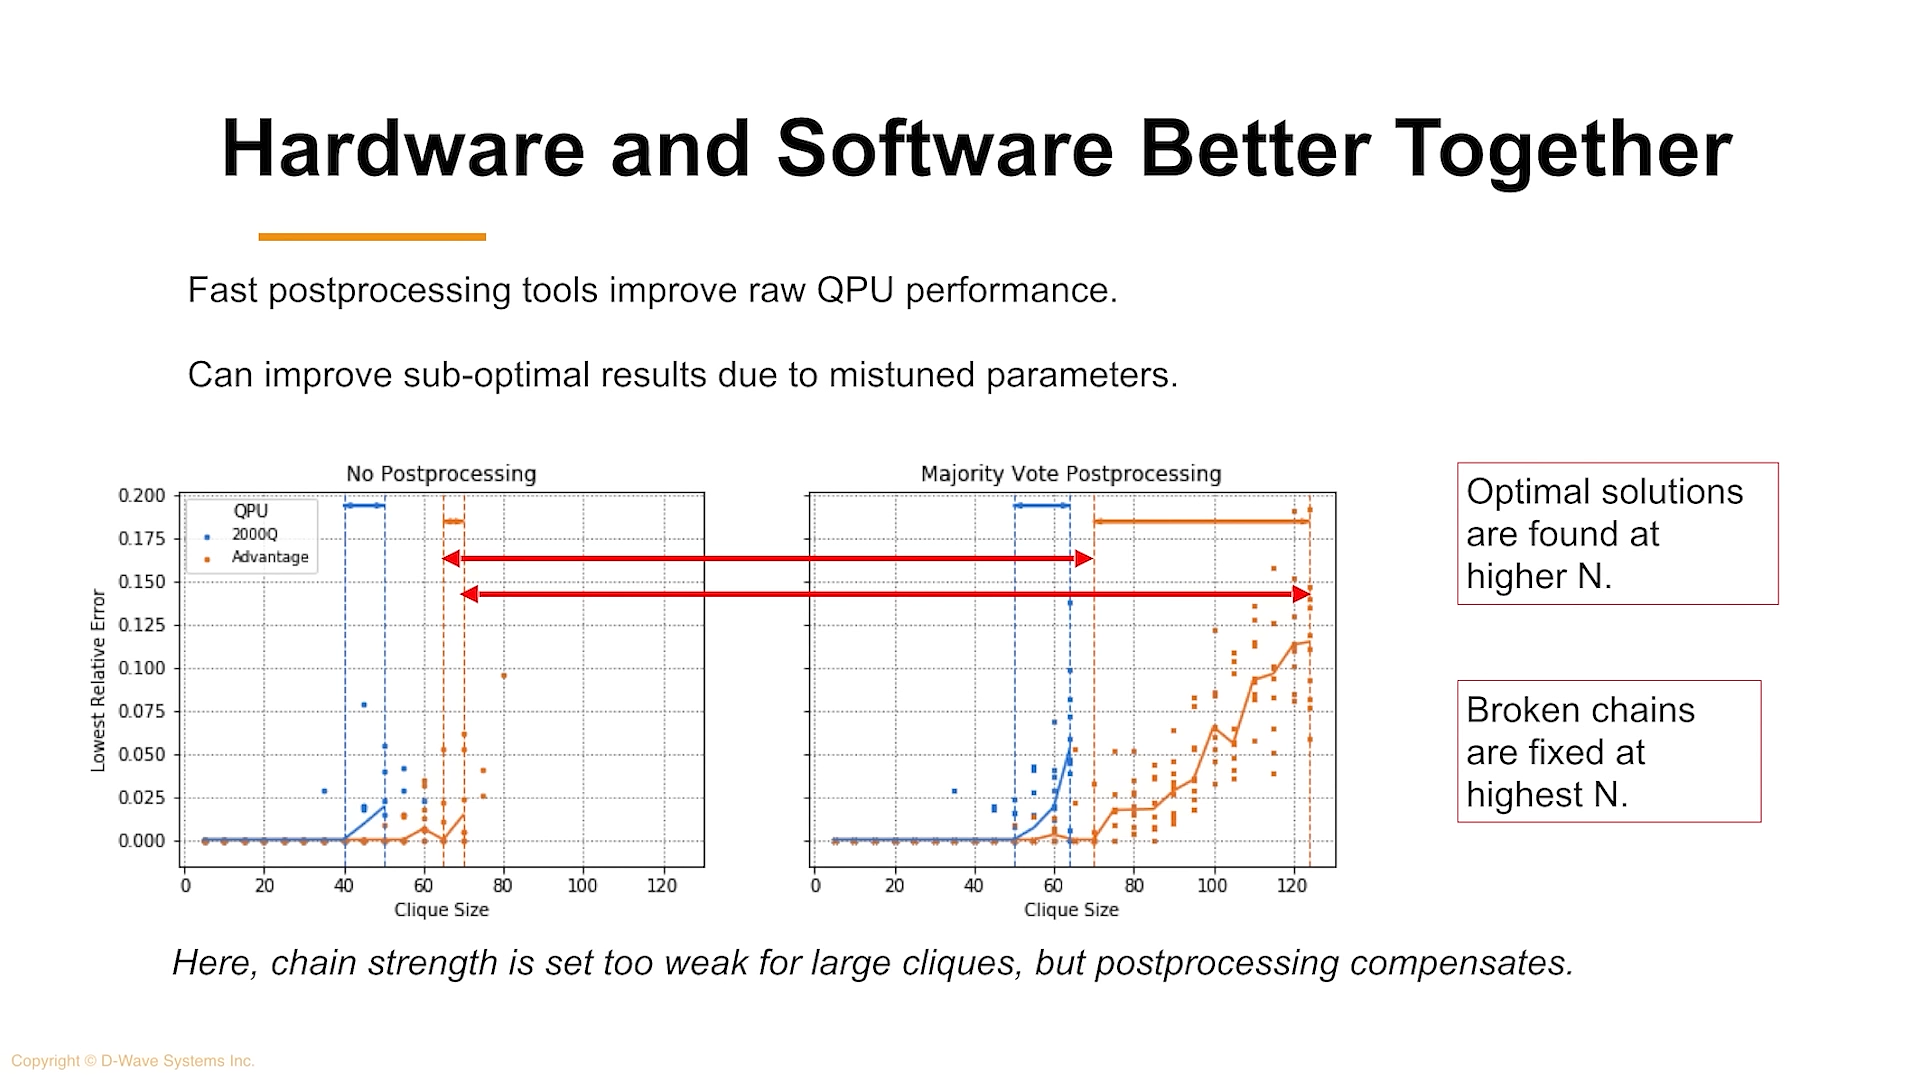 Hardware and Software Better Together
Fast postprocessing tools improve raw QPU performance.
Can improve sub-optimal results due to mistuned parameters.
No Postprocessing
Lowest Relative Error
0.200
0.175
0.150
0.125
0.100
0.075
0.050
0.025
0.000
QPU
2000Q
Advantage
0 20 40 60 80 100 120
Clique Size
Majority Vote Postprocessing
0 20 40 60 80 100 120
Clique Size
Optimal solutions
are found at
higher N.
Broken chains
are fixed at
highest N.
Here, chain strength is set too weak for large cliques, but postprocessing compensates.
Copyright © D-Wave Systems Inc.